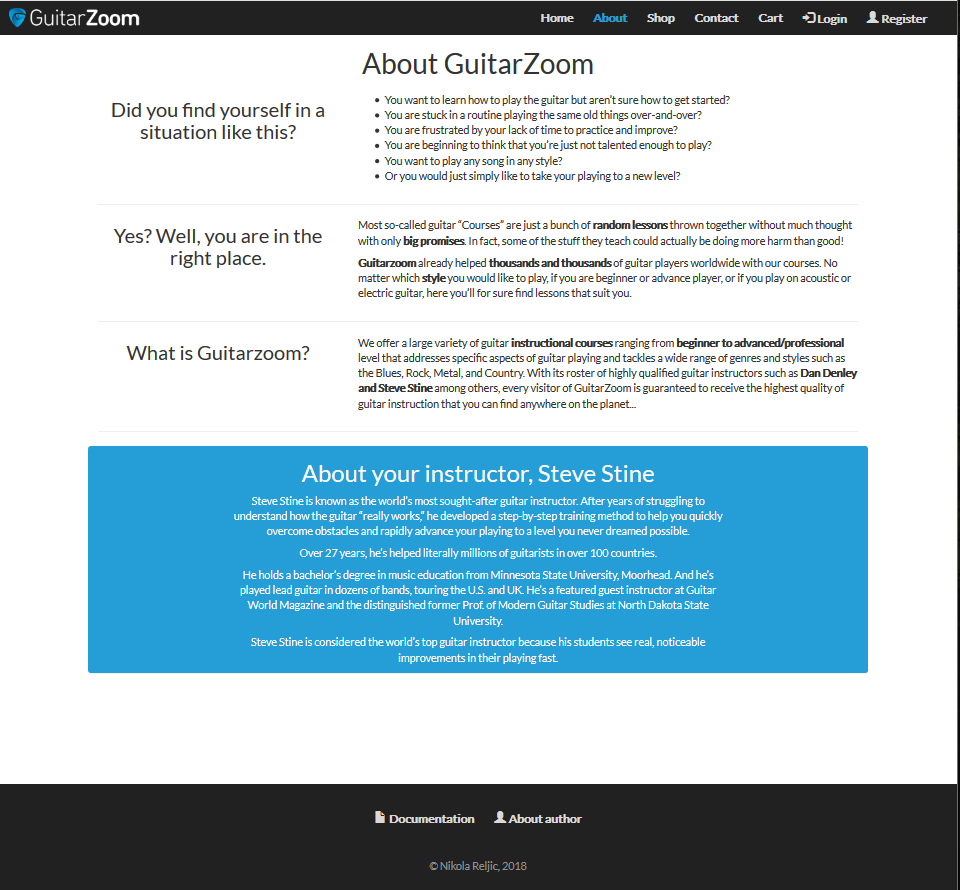 GuitarZoom
Home About Shop Contact Cart Login Register
About GuitarZoom
Did you find yourself in a
situation like this?
You want to learn how to play the guitar but aren't sure how to get started?
You are stuck in a routine playing the same old things over-and-over?
You are frustrated by your lack of time to practice and improve?
You are beginning to think that you're just not talented enough to play?
You want to play any song in any style?
Or you would just simply like to take your playing to a new level?
Yes? Well, you are in the
right place.
Most so-called guitar “Courses” are just a bunch of random lessons thrown together without much thought
with only big promises. In fact, some of the stuff they teach could actually be doing more harm than good!
Guitarzoom already helped thousands and thousands of guitar players worldwide with our courses. No
matter which style you would like to play, if you are beginner or advance player, or if you play on acoustic or
electric guitar, here you'll for sure find lessons that suit you.
What is Guitarzoom?
We offer a large variety of guitar instructional courses ranging from beginner to advanced/professional
level that addresses specific aspects of guitar playing and tackles a wide range of genres and styles such as
the Blues, Rock, Metal, and Country. With its roster of highly qualified guitar instructors such as Dan Denley
and Steve Stine among others, every visitor of GuitarZoom is guaranteed to receive the highest quality of
guitar instruction that you can find anywhere on the planet...
About your instructor, Steve Stine
Steve Stine is known as the world's most sought-after guitar instructor. After years of struggling to
understand how the guitar “really works,” he developed a step-by-step training method to help you quickly
overcome obstacles and rapidly advance your playing to a level you never dreamed possible.
Over 27 years, he's helped literally millions of guitarists in over 100 countries.
He holds a bachelor's degree in music education from Minnesota State University, Moorhead. And he's
played lead guitar in dozens of bands, touring the U.S. and UK. He's a featured guest instructor at Guitar
World Magazine and the distinguished former Prof. of Modern Guitar Studies at North Dakota State
University.
Steve Stine is considered the world's top guitar instructor because his students see real, noticeable
improvements in their playing fast.
Documentation About author
© Nikola Reljic, 2018